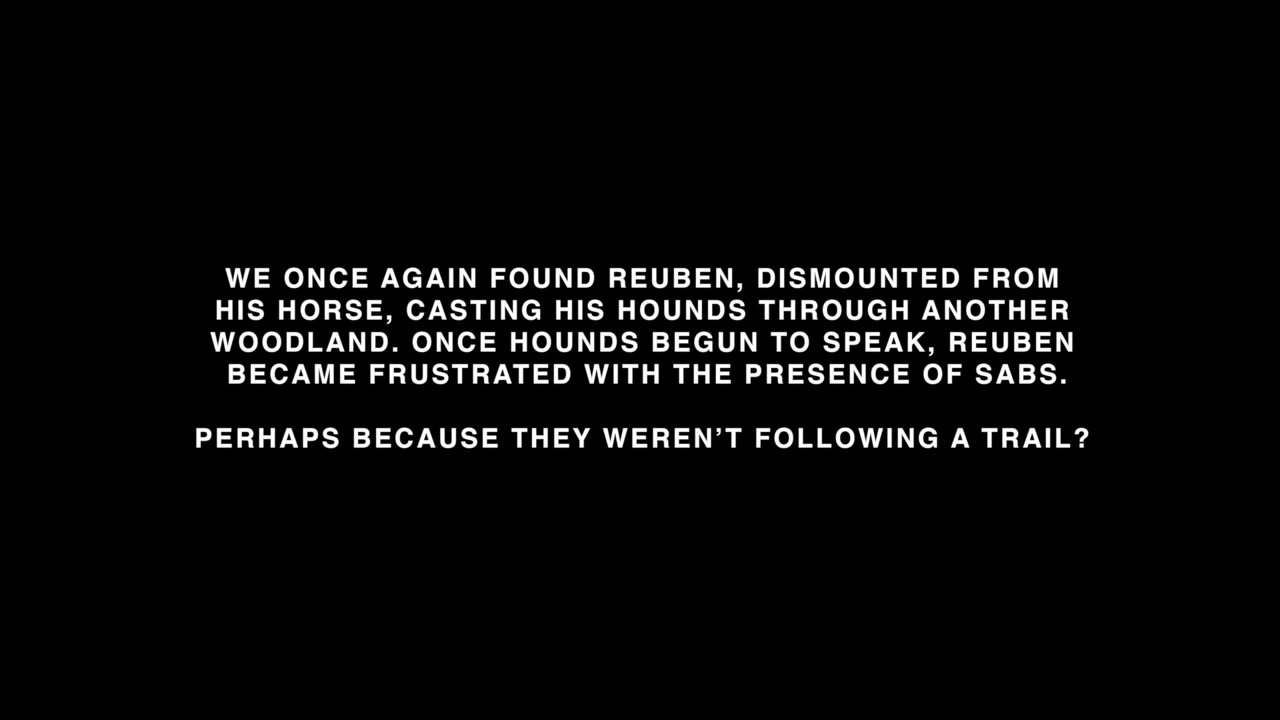 WE ONCE AGAIN FOUND REUBEN, DISMOUNTED FROM
HIS HORSE, CASTING HIS HOUNDS THROUGH ANOTHER
WOODLAND. ONCE HOUNDS BEGUN TO SPEAK, REUBEN
BECAME FRUSTRATED WITH THE PRESENCE OF SABS.
PERHAPS BECAUSE THEY WEREN’T FOLLOWING A TRAIL?